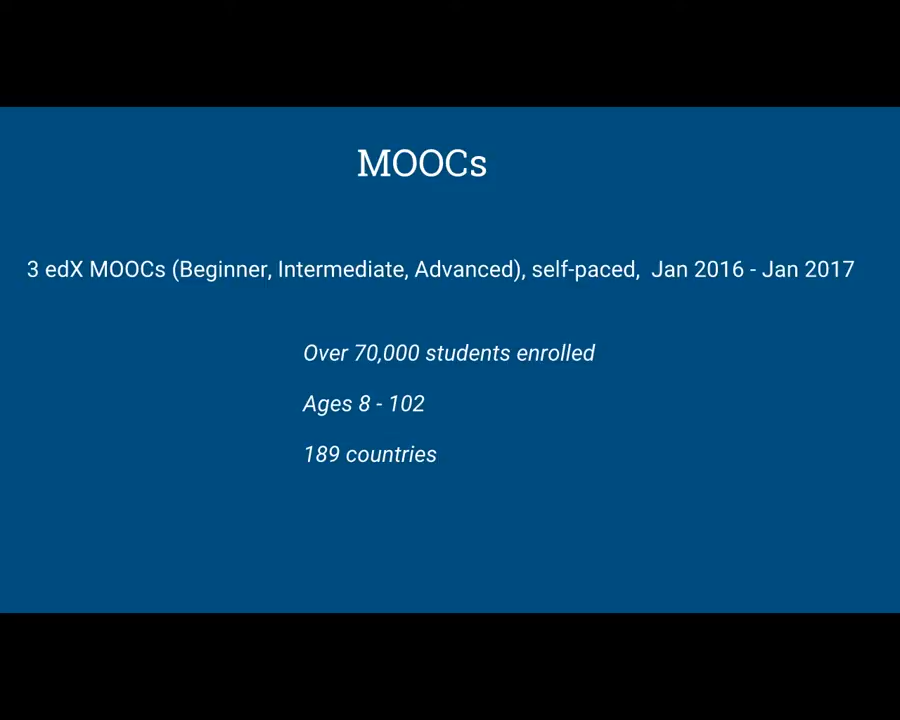 MOOCs
3 edX MOOCs (Beginner, Intermediate, Advanced), self-paced,  Jan 2016 - Jan 2017
Over 70,000 students enrolled
Ages 8 - 102
189 countries